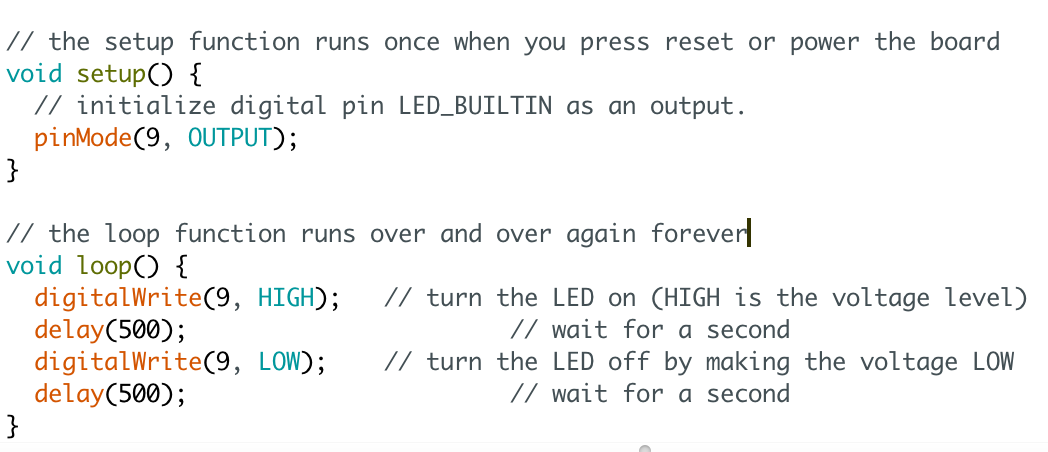 // the setup function runs once when you press reset or power the board
void setup() {
  // initialize digital pin LED_BUILTIN as an output.
  pinMode(9, OUTPUT);
}

// the loop function runs over and over again forever
void loop() {
  digitalWrite(9, HIGH);   // turn the LED on (HIGH is the voltage level)
  delay(500);                       // wait for a second
  digitalWrite(9, LOW);    // turn the LED off by making the voltage LOW
  delay(500);                       // wait for a second
}